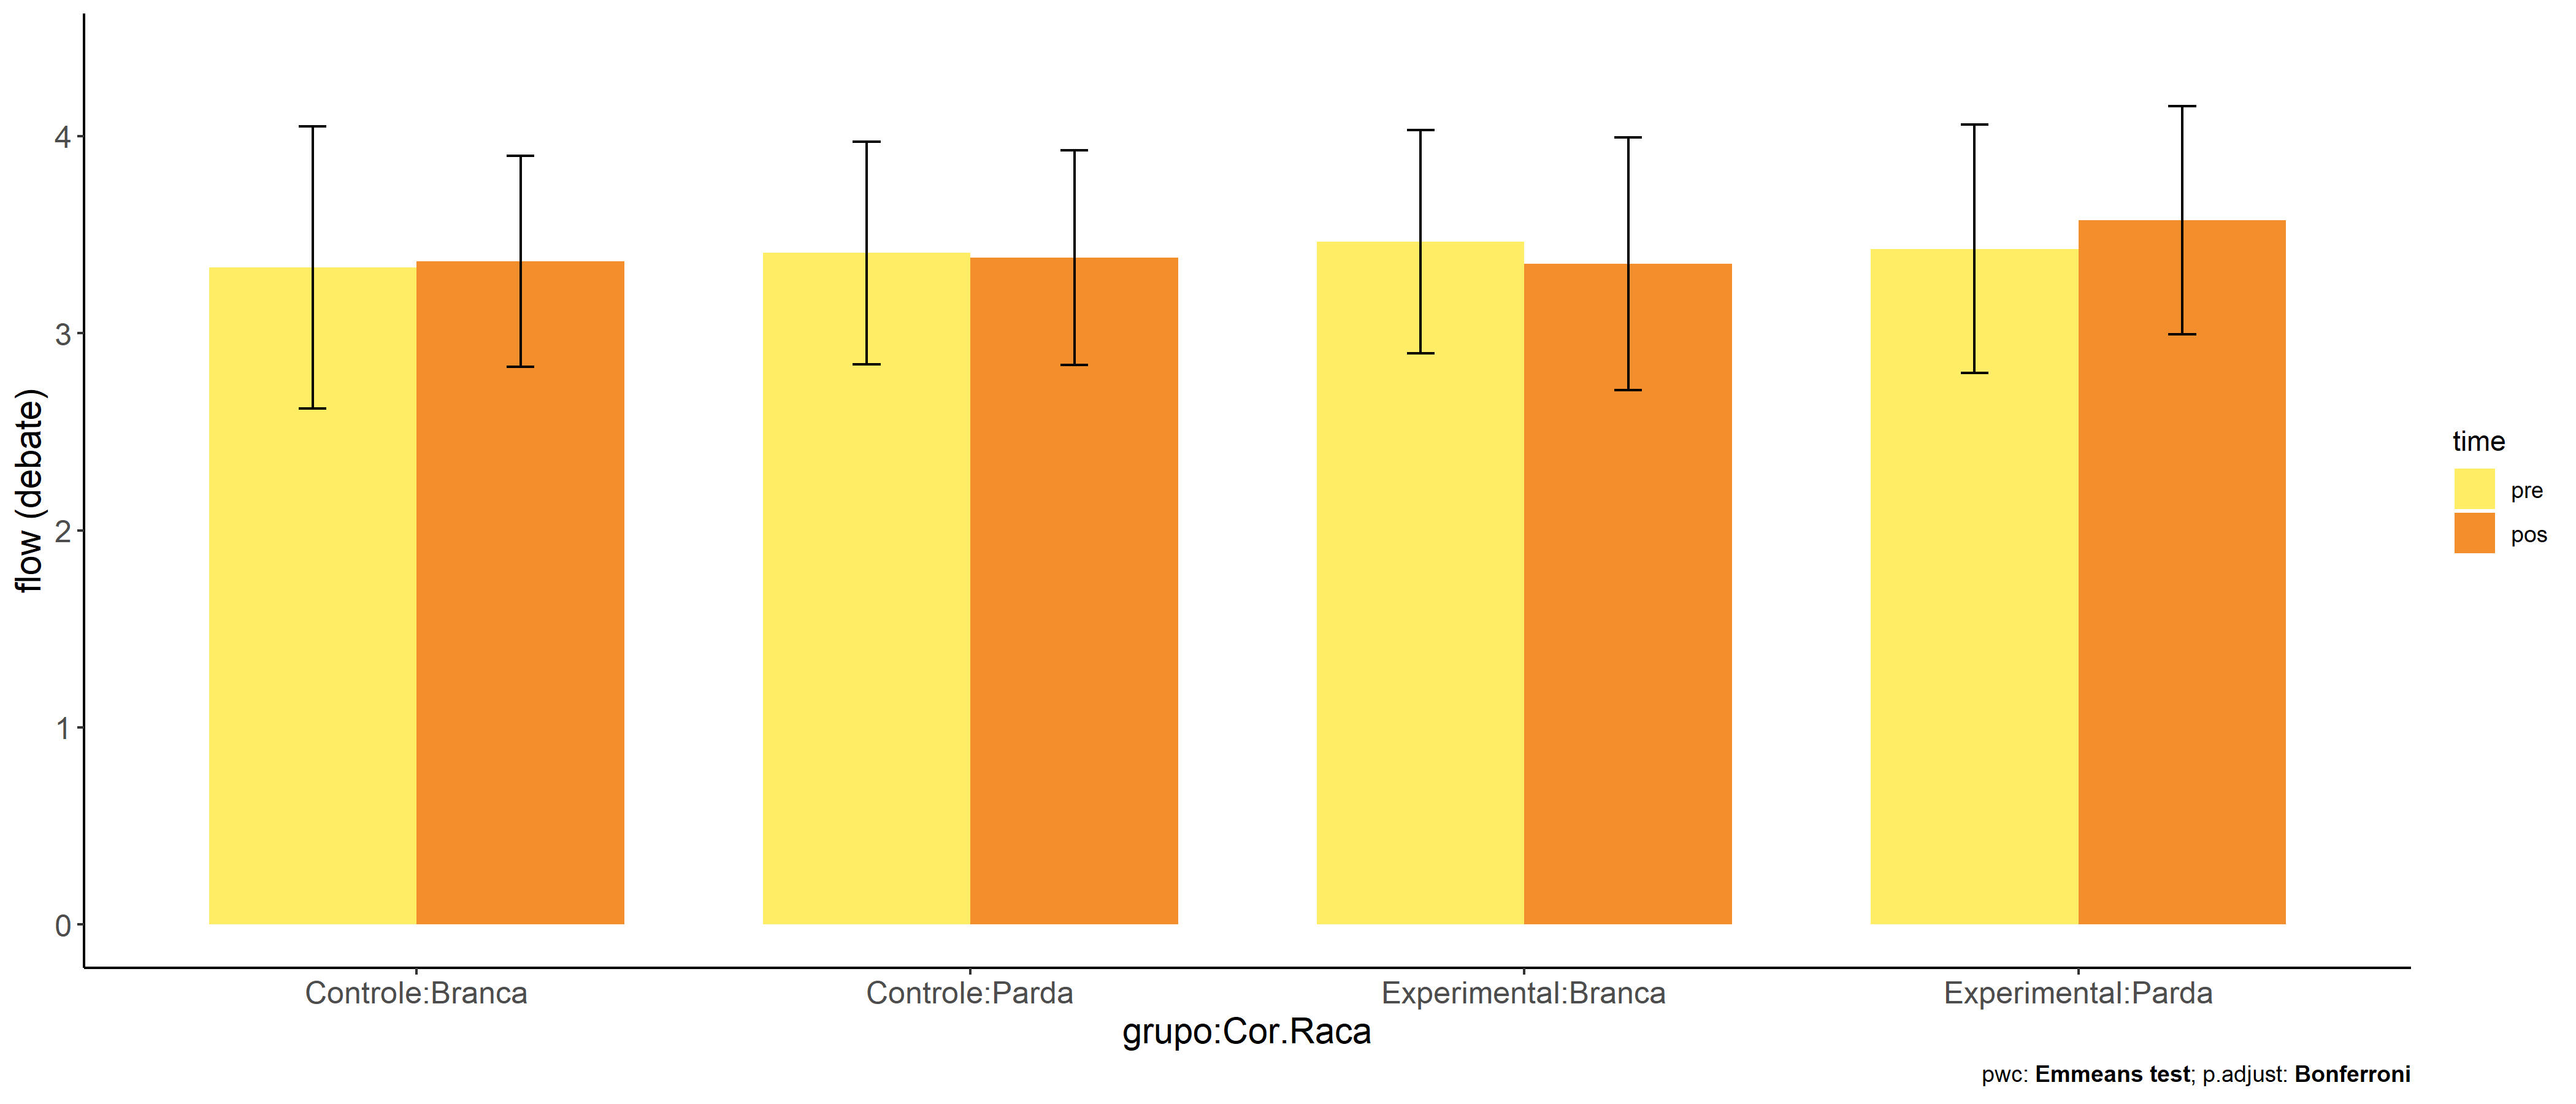 flow (debate)
4
3
2
1
0
Controle:Branca
Controle:Parda
Experimental:Branca
Experimental:Parda
grupo:Cor.Raca
time
pre
pos
pwc: Emmeans test; p.adjust: Bonferroni